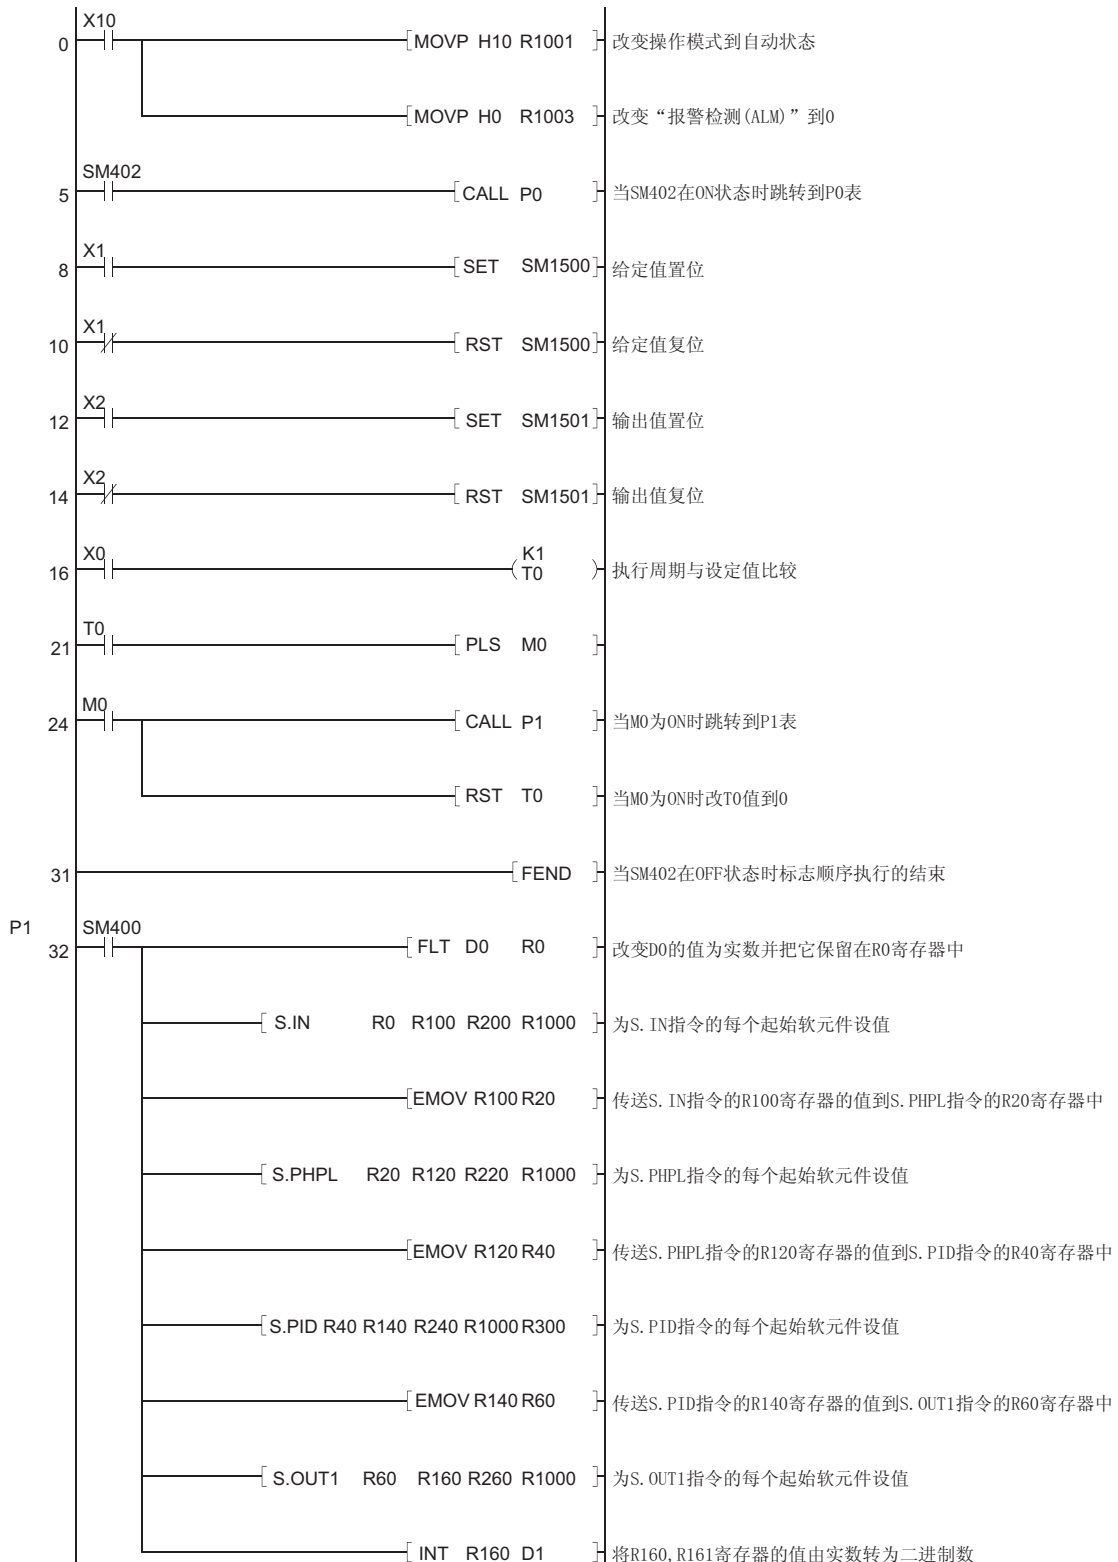 X10
0 MOVP H10 R1001 改变操作模式到自动状态
MOVP H0 R1003 改变“报警检测(ALM)”到0
SM402
5 CALL P0 当SM402在ON状态时跳转到P0表
X1
8 SET SM1500 给定值置位
X1
10 RST SM1500 给定值复位
X2
12 SET SM1501 输出值置位
X2
14 RST SM1501 输出值复位
X0 K1
16 T0 执行周期与设定值比较
T0
21 PLS M0
M0
24 CALL P1 当M0为ON时跳转到P1表
RST T0 当M0为ON时改T0值到0
31 FEND 当SM402在OFF状态时标志顺序执行的结束
P1 SM400
32 FLT D0 R0 改变D0的值为实数并把它保留在R0寄存器中
S.IN R0 R100 R200 R1000 为S.IN指令的每个起始软元件设值
EMOV R100 R20 传送S.IN指令的R100寄存器的值到S.PHPL指令的R20寄存器中
S.PHPL R20 R120 R220 R1000 为S.PHPL指令的每个起始软元件设值
EMOV R120 R40 传送S.PHPL指令的R120寄存器的值到S.PID指令的R40寄存器中
S.PID R40 R140 R240 R1000 R300 为S.PID指令的每个起始软元件设值
EMOV R140 R60 传送S.PID指令的R140寄存器的值到S.OUT1指令的R60寄存器中
S.OUT1 R60 R160 R260 R1000 为S.OUT1指令的每个起始软元件设值
INT R160 D1 将R160,R161寄存器的值由实数转为二进制数